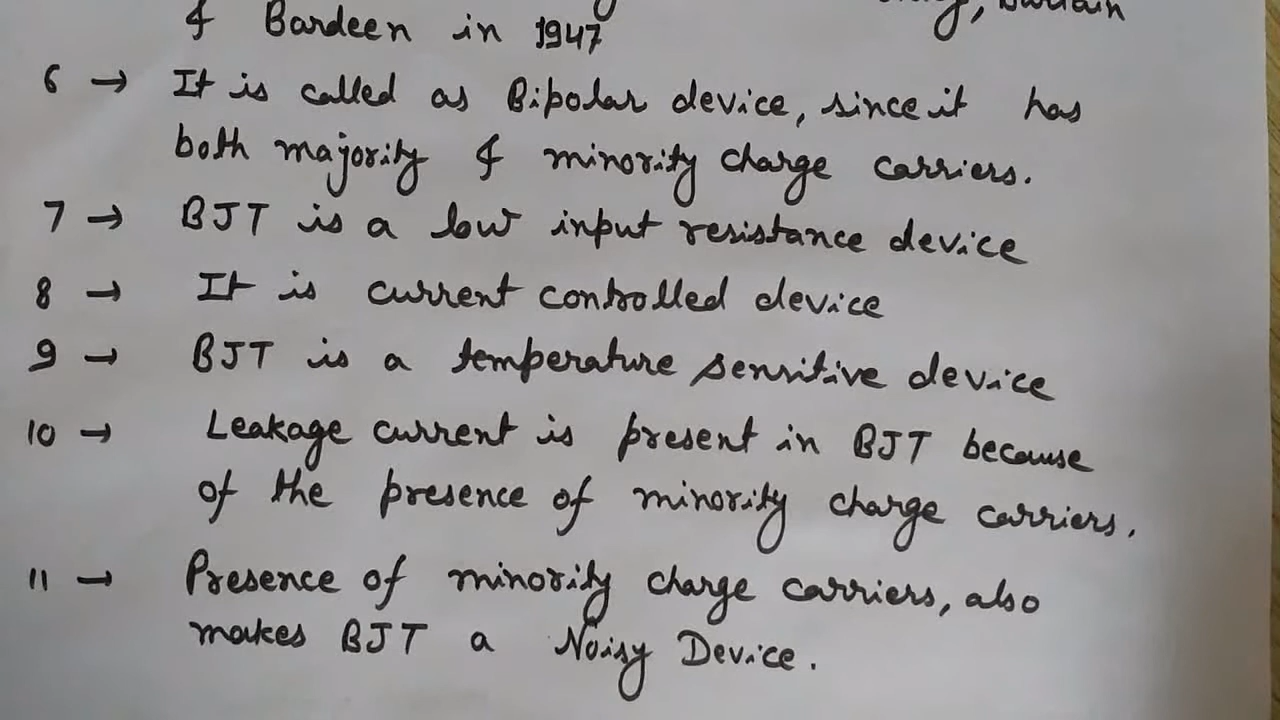 & Bardeen in 1947
6 → It is called as Bipolar device, since it has
both majority & minority charge carriers.
7 → BJT is a low input resistance device
8 → It is current controlled device
9 → BJT is a temperature sensitive device
10 → Leakage current is present in BJT because
of the presence of minority charge carriers.
11 → Presence of minority charge carriers, also
makes BJT a Noisy Device.